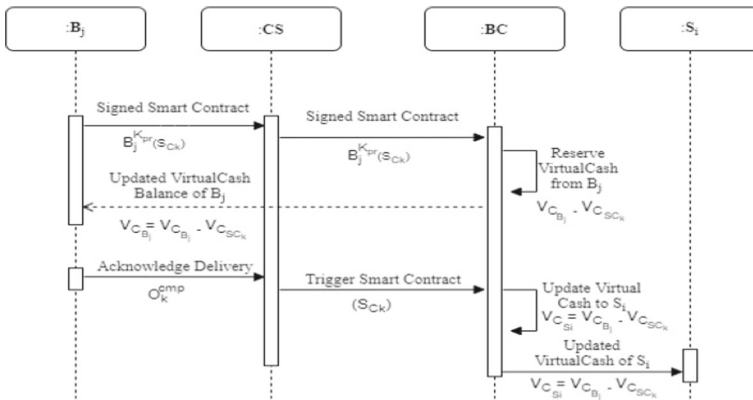 :Bj :CS :BC :Si
Signed Smart Contract
Bj^Kpr(SCk)
Signed Smart Contract
Bj^Kpr(SCk)
Reserve
VirtualCash
from Bj
VCBj - VCSCk
Updated VirtualCash
Balance of Bj
VCBj = VCBj - VCSCk
Acknowledge Delivery
Ok^cmp
Trigger Smart Contract
(SCk)
Update Virtual
Cash to Si
VCSi = VCBj - VCSCk
Updated
VirtualCash of Si
VCSi = VCBj - VCSCk